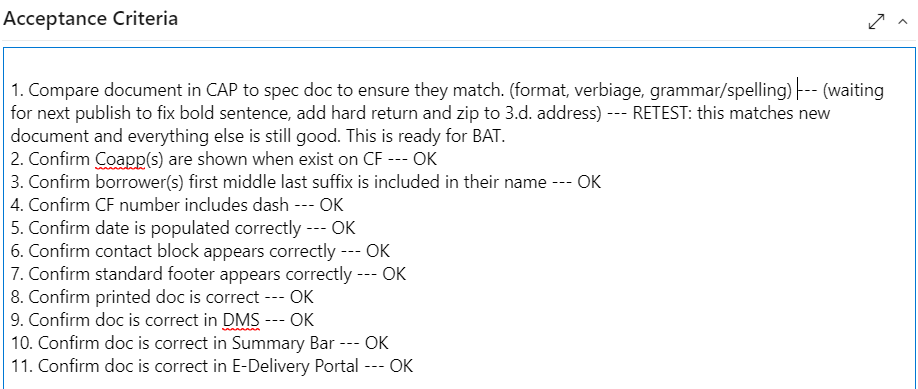 Acceptance Criteria
1. Compare document in CAP to spec doc to ensure they match. (format, verbiage, grammar/spelling) --- (waiting
for next publish to fix bold sentence, add hard return and zip to 3.d. address) --- RETEST: this matches new
document and everything else is still good. This is ready for BAT.
2. Confirm Coapp(s) are shown when exist on CF --- OK
3. Confirm borrower(s) first middle last suffix is included in their name --- OK
4. Confirm CF number includes dash --- OK
5. Confirm date is populated correctly --- OK
6. Confirm contact block appears correctly --- OK
7. Confirm standard footer appears correctly --- OK
8. Confirm printed doc is correct --- OK
9. Confirm doc is correct in DMS --- OK
10. Confirm doc is correct in Summary Bar --- OK
11. Confirm doc is correct in E-Delivery Portal --- OK